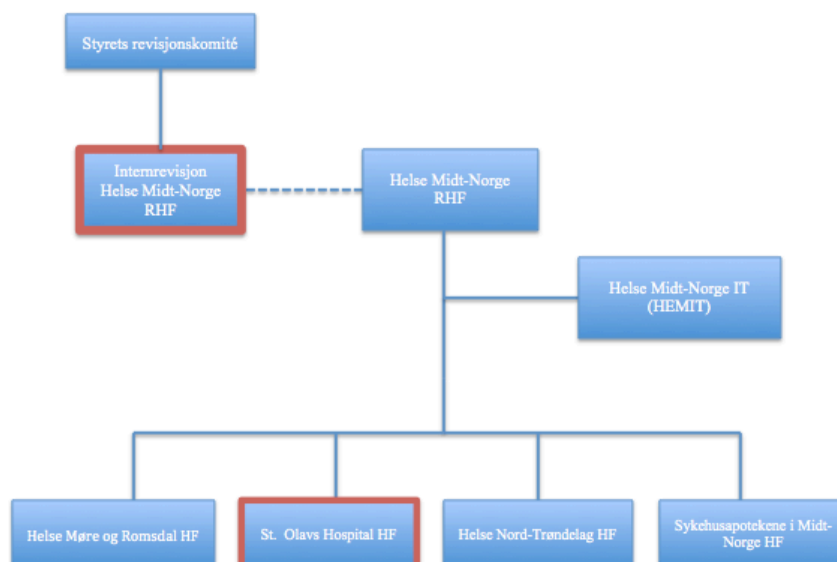 Styrets revisjonskomité
Internrevisjon
Helse Midt-Norge
RHF
Helse Midt-Norge
RHF
Helse Midt-Norge IT
(HEMIT)
Helse Møre og Romsdal HF
St. Olavs Hospital HF
Helse Nord-Trøndelag HF
Sykehusapotekene i Midt-
Norge HF